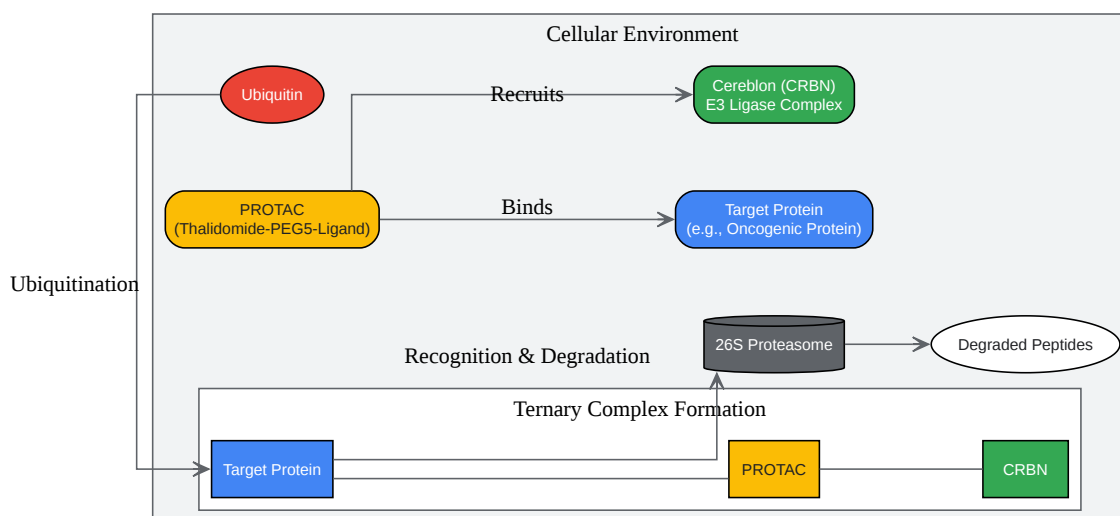 Cellular Environment
Ubiquitin
Recruits
Cereblon (CRBN)
E3 Ligase Complex
PROTAC
(Thalidomide-PEG5-Ligand)
Binds
Target Protein
(e.g., Oncogenic Protein)
Ubiquitination
26S Proteasome
Degraded Peptides
Recognition & Degradation
Ternary Complex Formation
Target Protein
PROTAC
CRBN